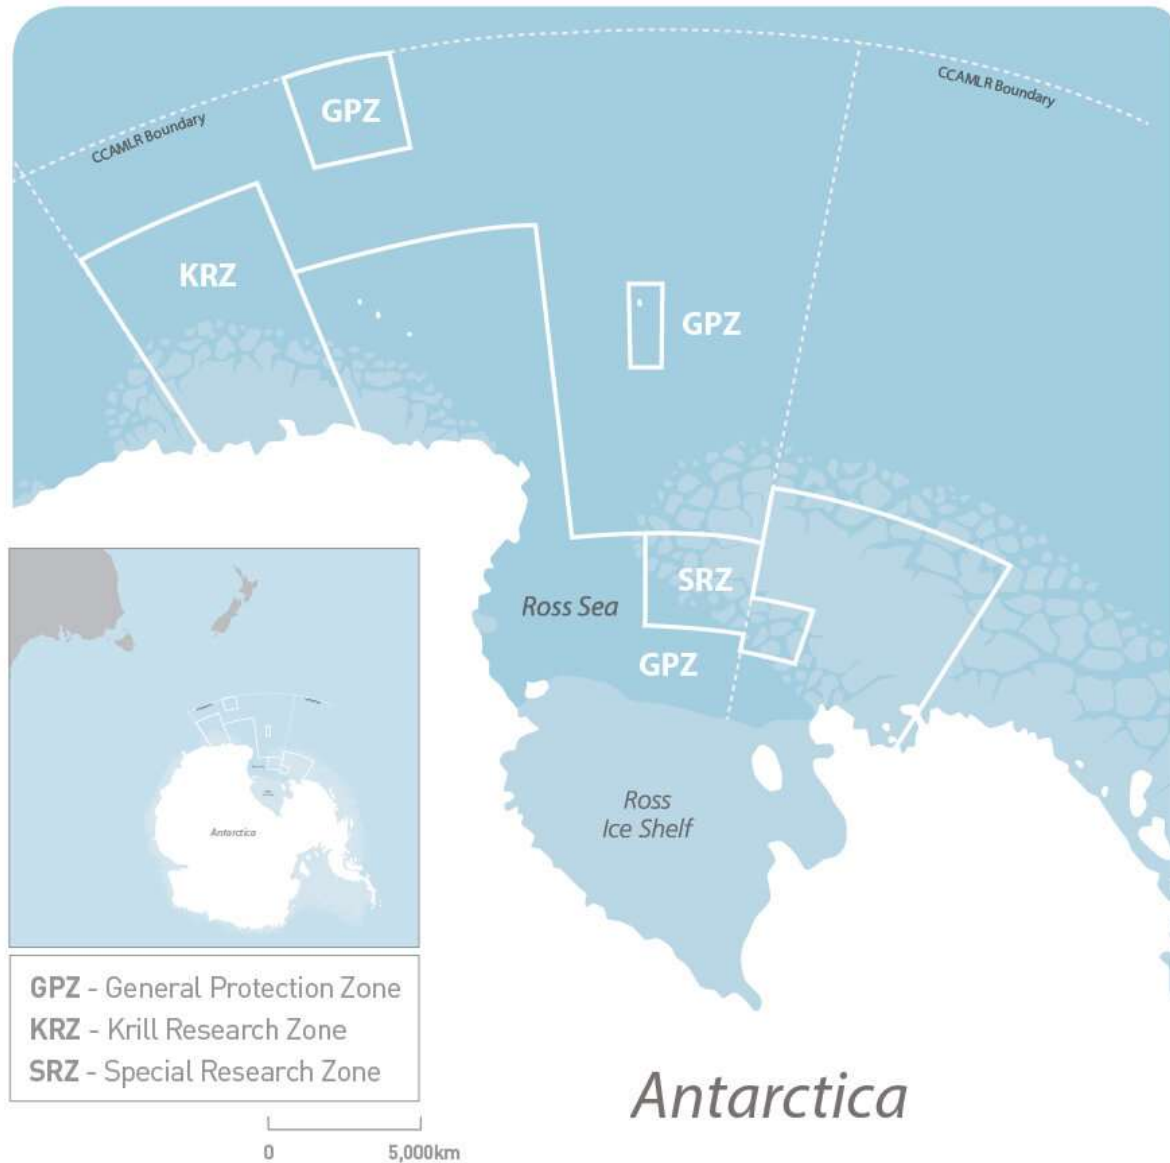 CCAMLR Boundary
CCAMLR Boundary
GPZ
KRZ
GPZ
SRZ
Ross Sea
GPZ
Ross
Ice Shelf
Antarctica
GPZ - General Protection Zone
KRZ - Krill Research Zone
SRZ - Special Research Zone
0 5,000km
Antarctica